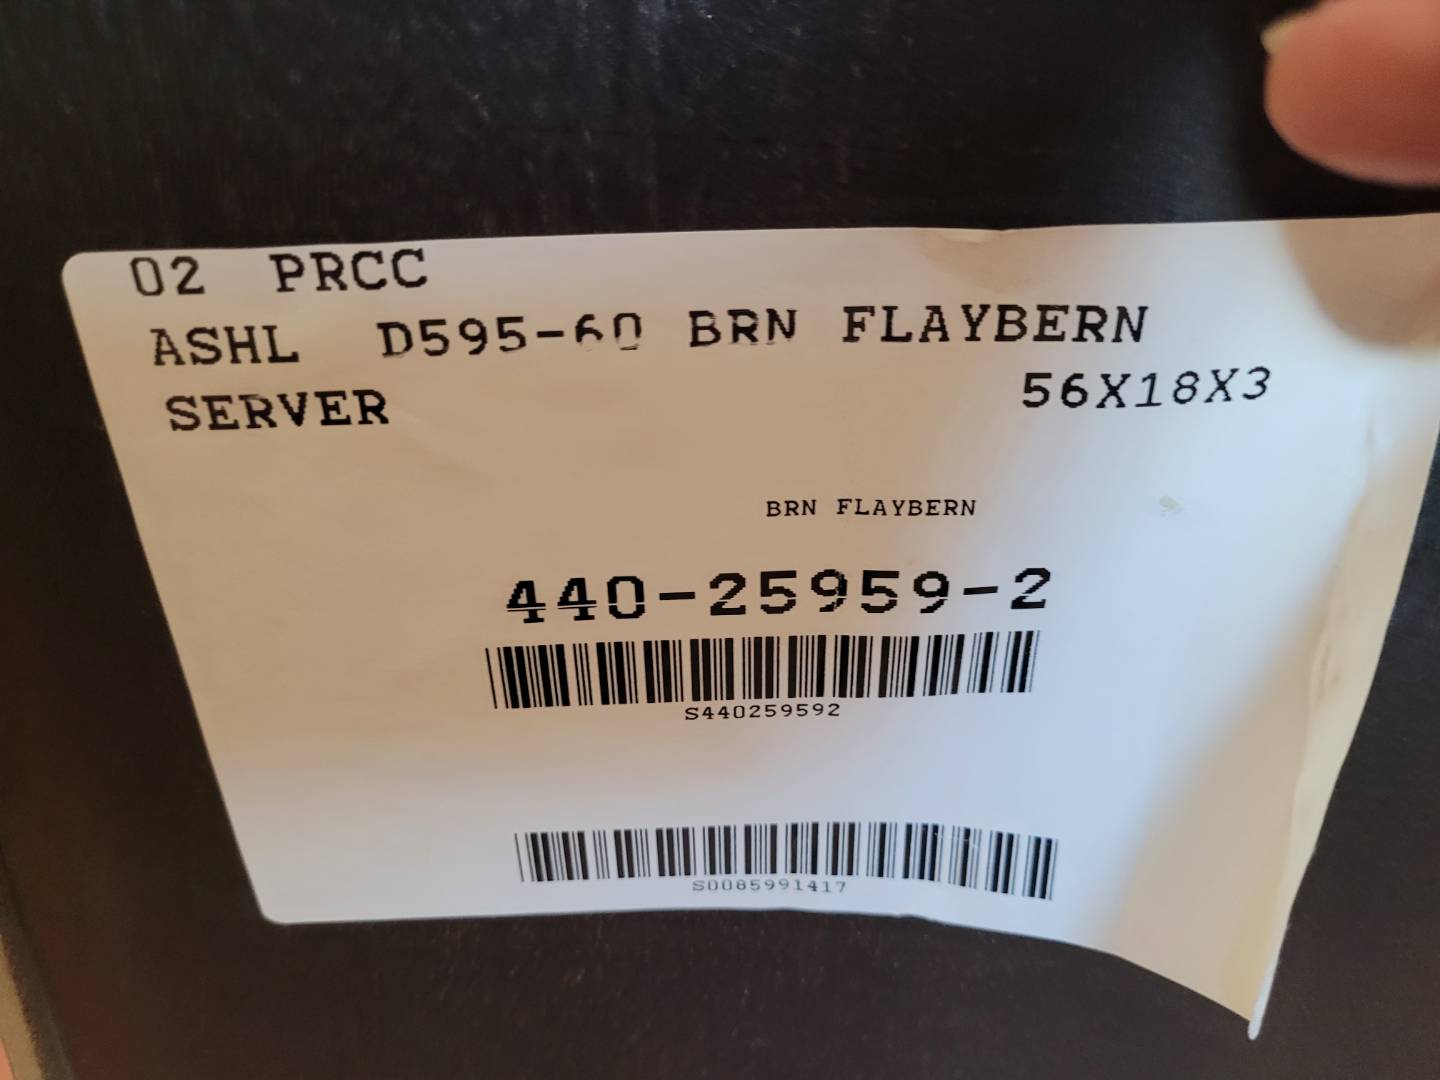 02 PRCC
ASHL D595-60 BRN FLAYBERN
SERVER 56X18X3
BRN FLAYBERN
440-25959-2
S440259592
S0085991417